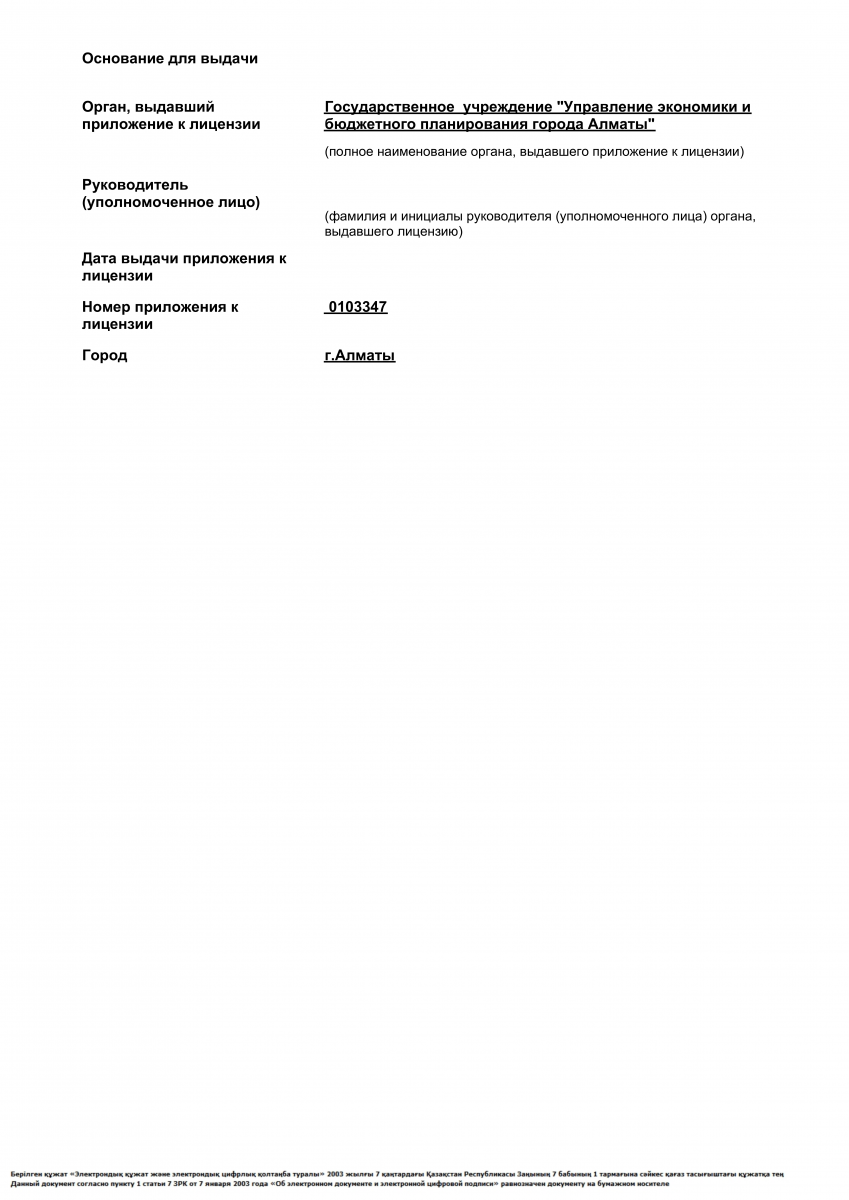 Основание для выдачи
Орган, выдавший
приложение к лицензии
Государственное учреждение "Управление экономики и
бюджетного планирования города Алматы"
(полное наименование органа, выдавшего приложение к лицензии)
Руководитель
(уполномоченное лицо)
(фамилия и инициалы руководителя (уполномоченного лица) органа,
выдавшего лицензию)
Дата выдачи приложения к
лицензии
Номер приложения к
лицензии
0103347
Город
г.Алматы
Берілген құжат «Электрондық құжат және электрондық цифрлық қолтаңба туралы» 2003 жылғы 7 қаңтардағы Қазақстан Республикасы Заңының 7 бабының 1 тармағына сәйкес қағаз тасығыштағы құжатқа тең
Данный документ согласно пункту 1 статьи 7 ЗРК от 7 января 2003 года «Об электронном документе и электронной цифровой подписи» равнозначен документу на бумажном носителе